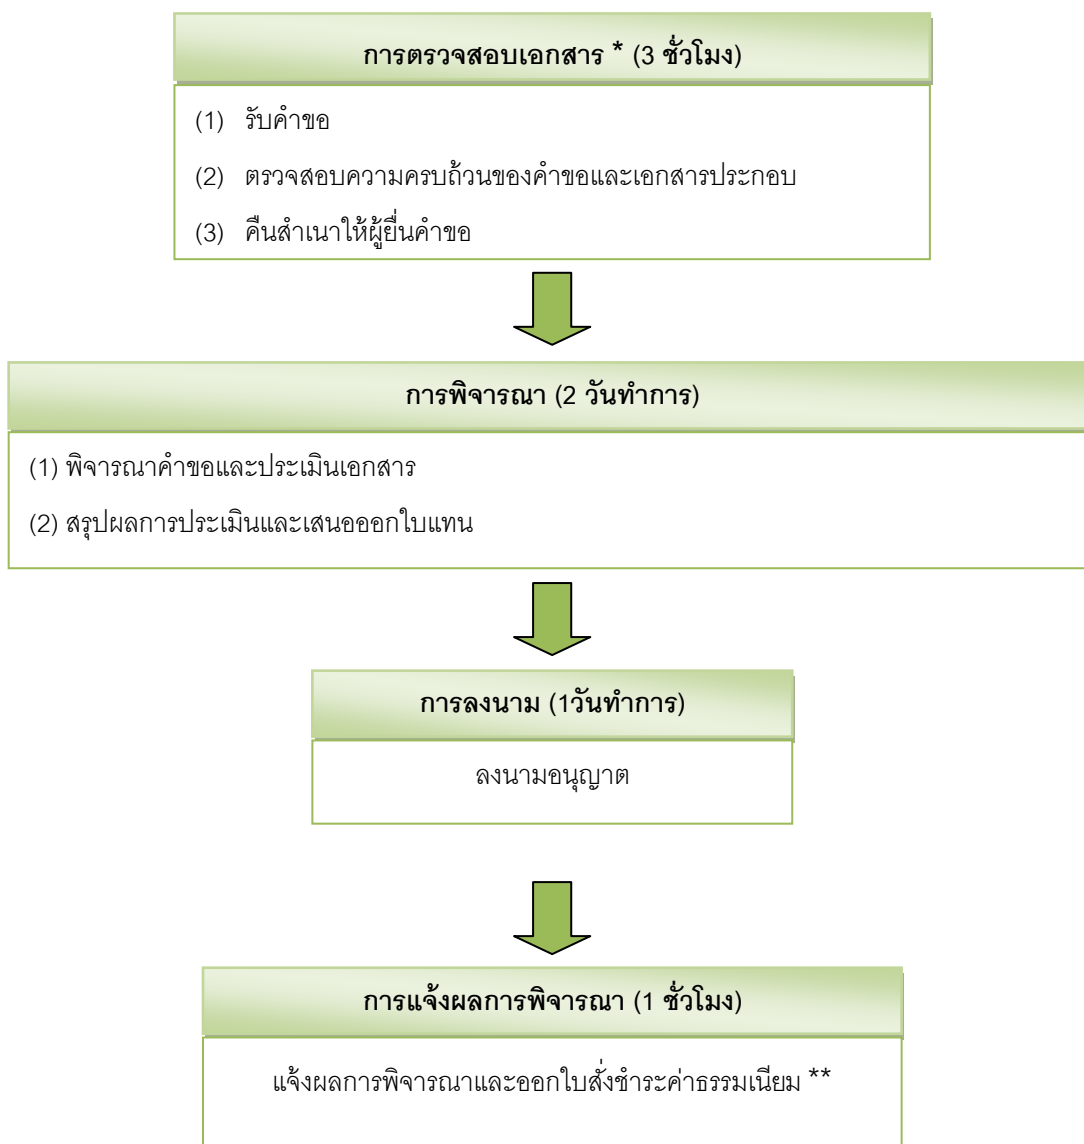 การตรวจสอบเอกสาร * (3 ชั่วโมง)
(1) รับคำขอ
(2) ตรวจสอบความครบถ้วนของคำขอและเอกสารประกอบ
(3) คืนสำเนาให้ผู้ยื่นคำขอ
การพิจารณา (2 วันทำการ)
(1) พิจารณาคำขอและประเมินเอกสาร
(2) สรุปผลการประเมินและเสนอออกใบแทน
การลงนาม (1วันทำการ)
ลงนามอนุญาต
การแจ้งผลการพิจารณา (1 ชั่วโมง)
แจ้งผลการพิจารณาและออกใบสั่งชำระค่าธรรมเนียม **